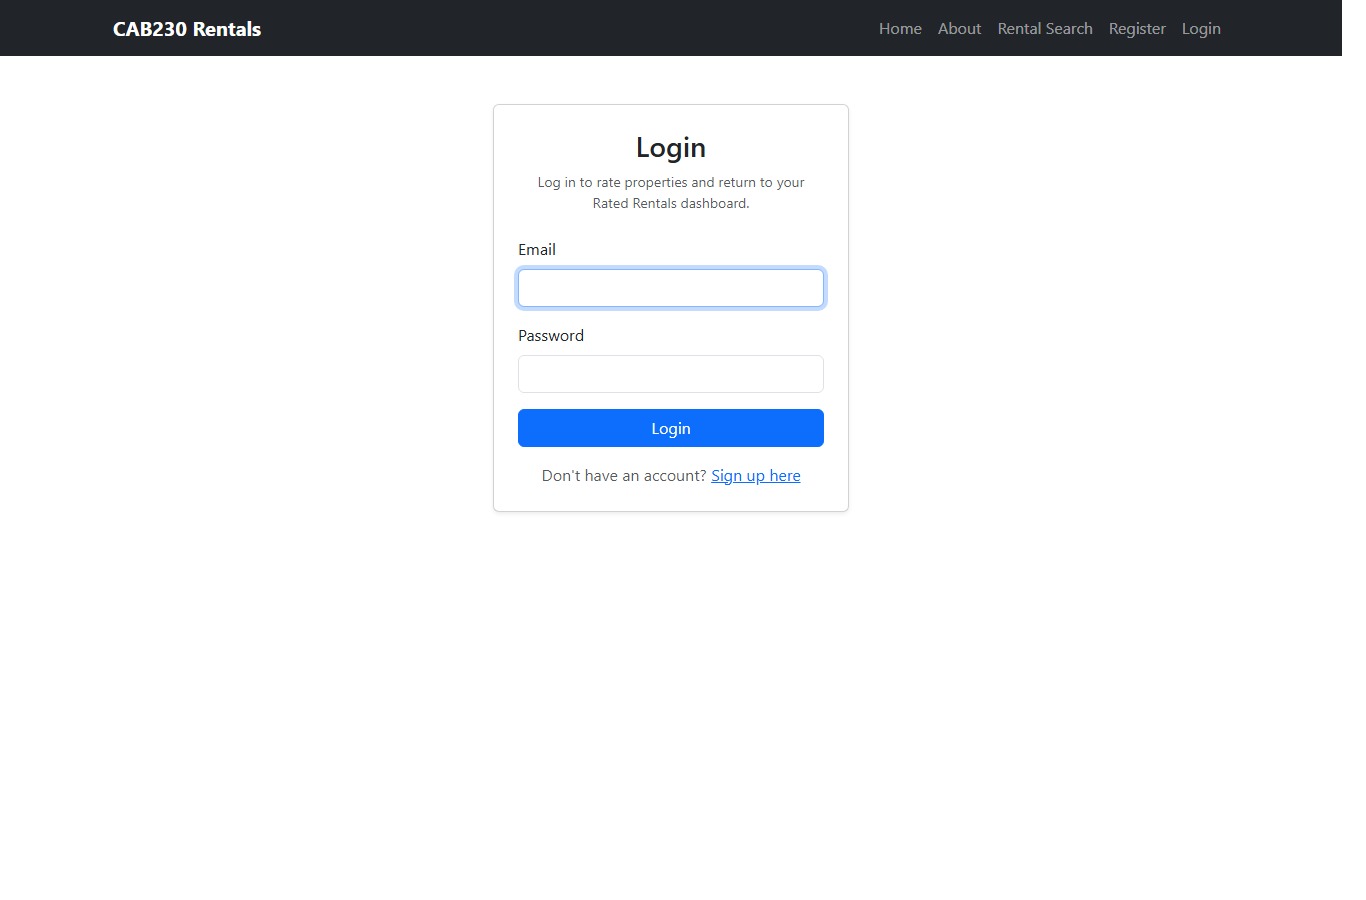 CAB230 Rentals
Home About Rental Search Register Login
Login
Log in to rate properties and return to your
Rated Rentals dashboard.
Email
Password
Login
Don't have an account? Sign up here